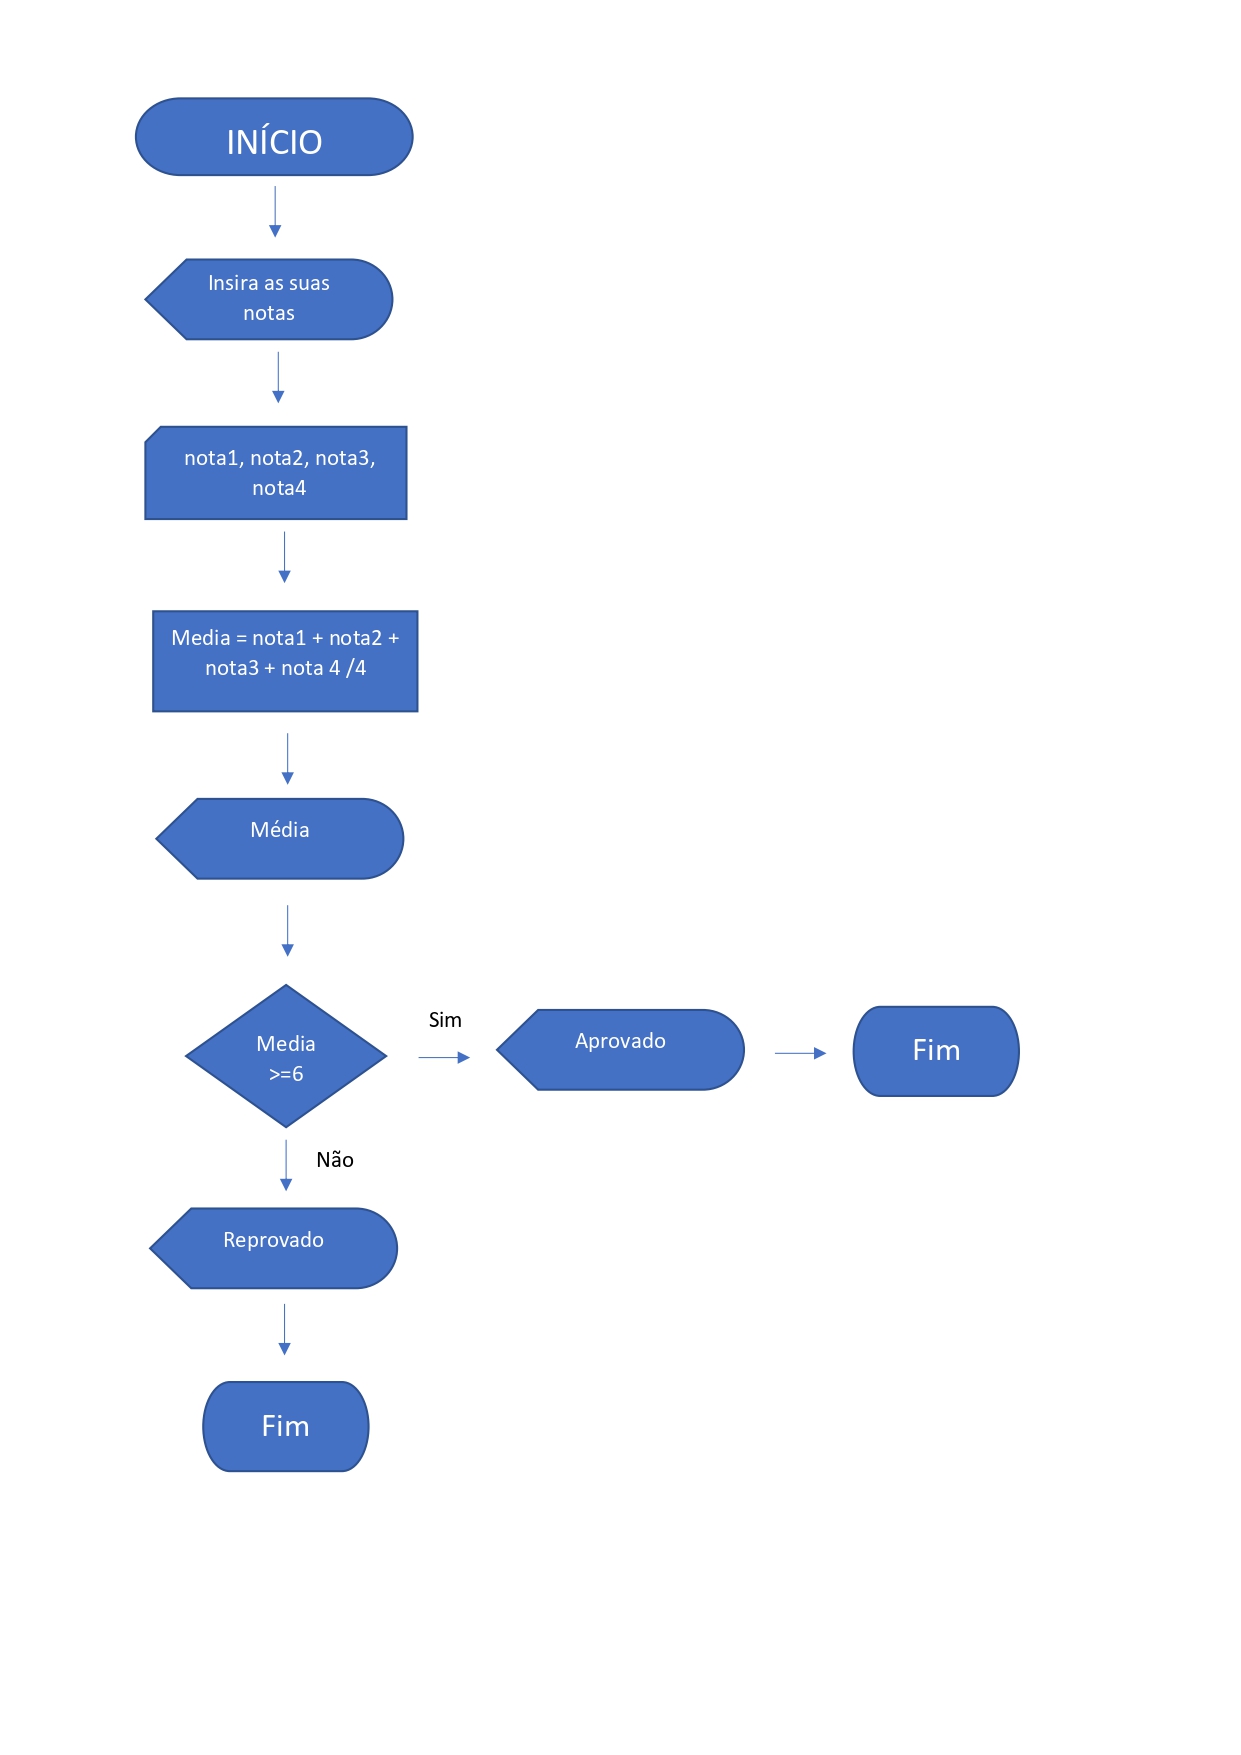 INÍCIO
Insira as suas
notas
nota1, nota2, nota3,
nota4
Media = nota1 + nota2 +
nota3 + nota 4 /4
Média
Media
>=6
Sim
Aprovado
Fim
Não
Reprovado
Fim